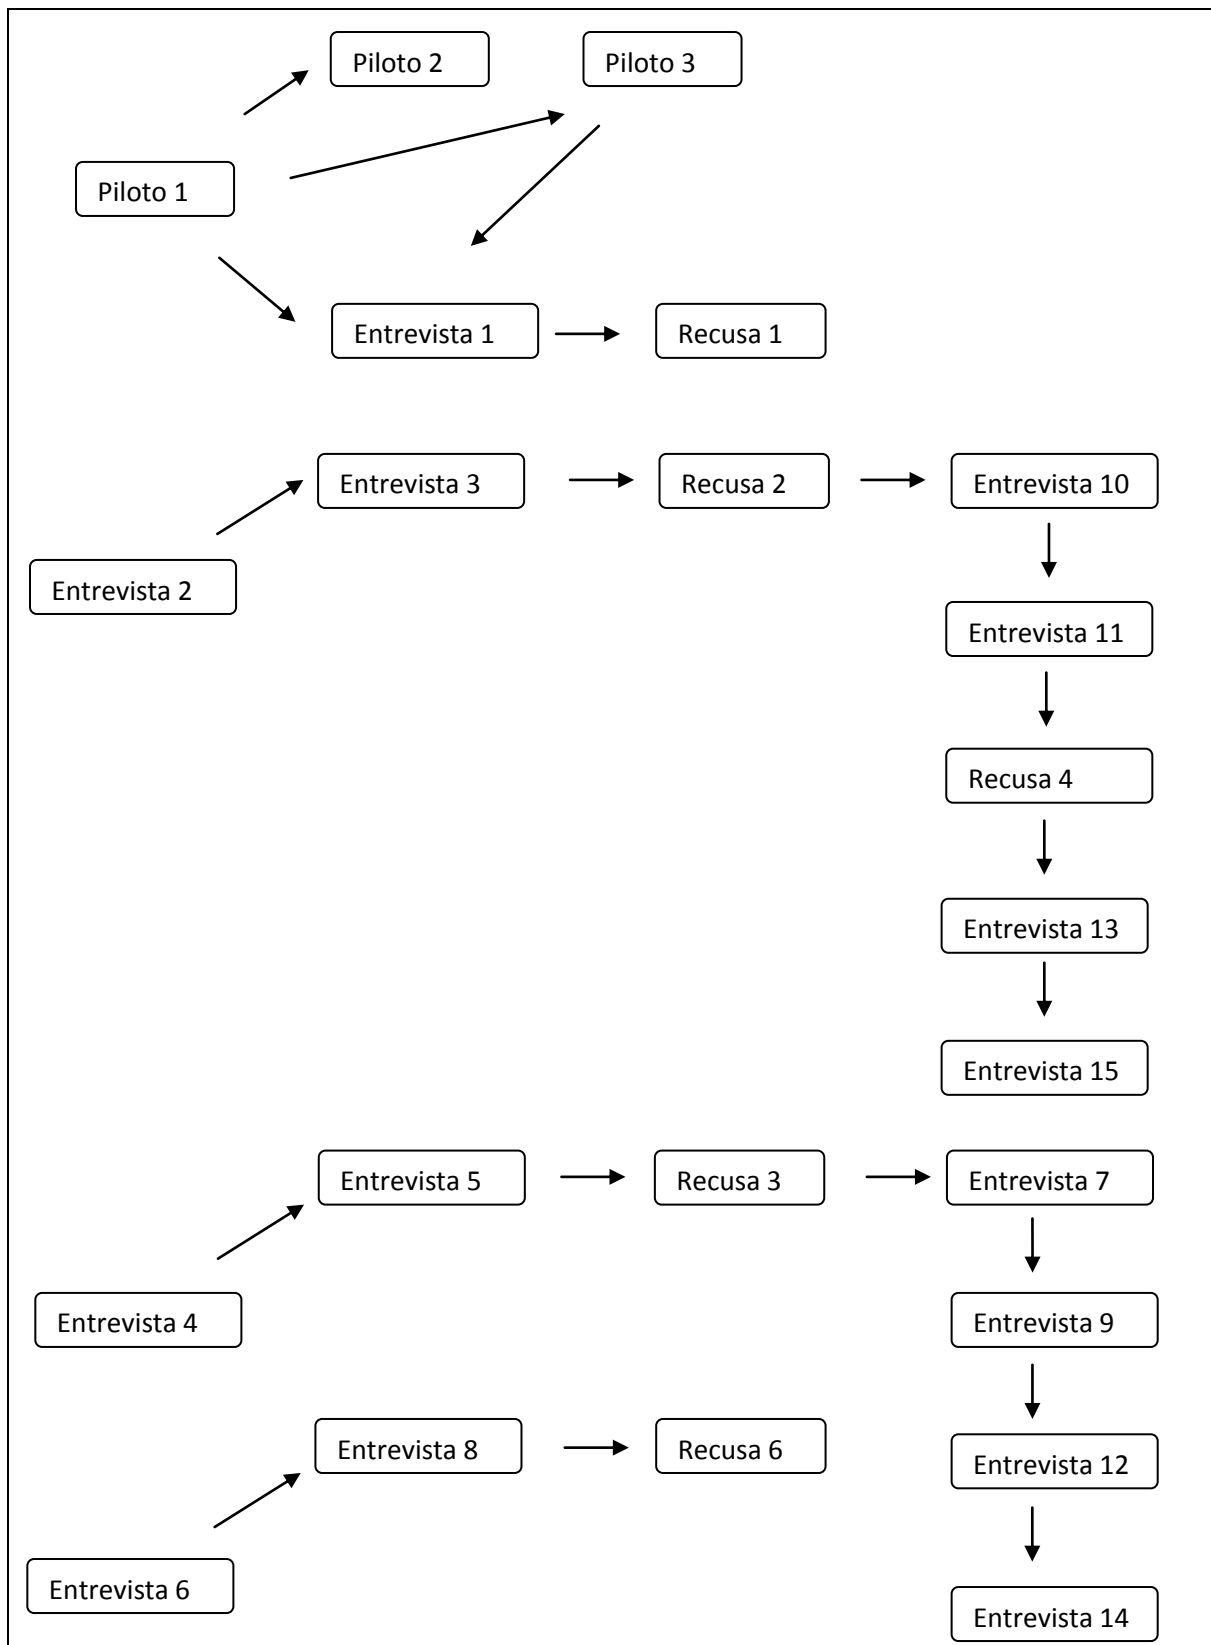 Piloto 2
Piloto 3
Piloto 1
Entrevista 1
Recusa 1
Entrevista 3
Recusa 2
Entrevista 10
Entrevista 2
Entrevista 11
Recusa 4
Entrevista 13
Entrevista 15
Entrevista 5
Recusa 3
Entrevista 7
Entrevista 4
Entrevista 9
Entrevista 8
Recusa 6
Entrevista 12
Entrevista 6
Entrevista 14